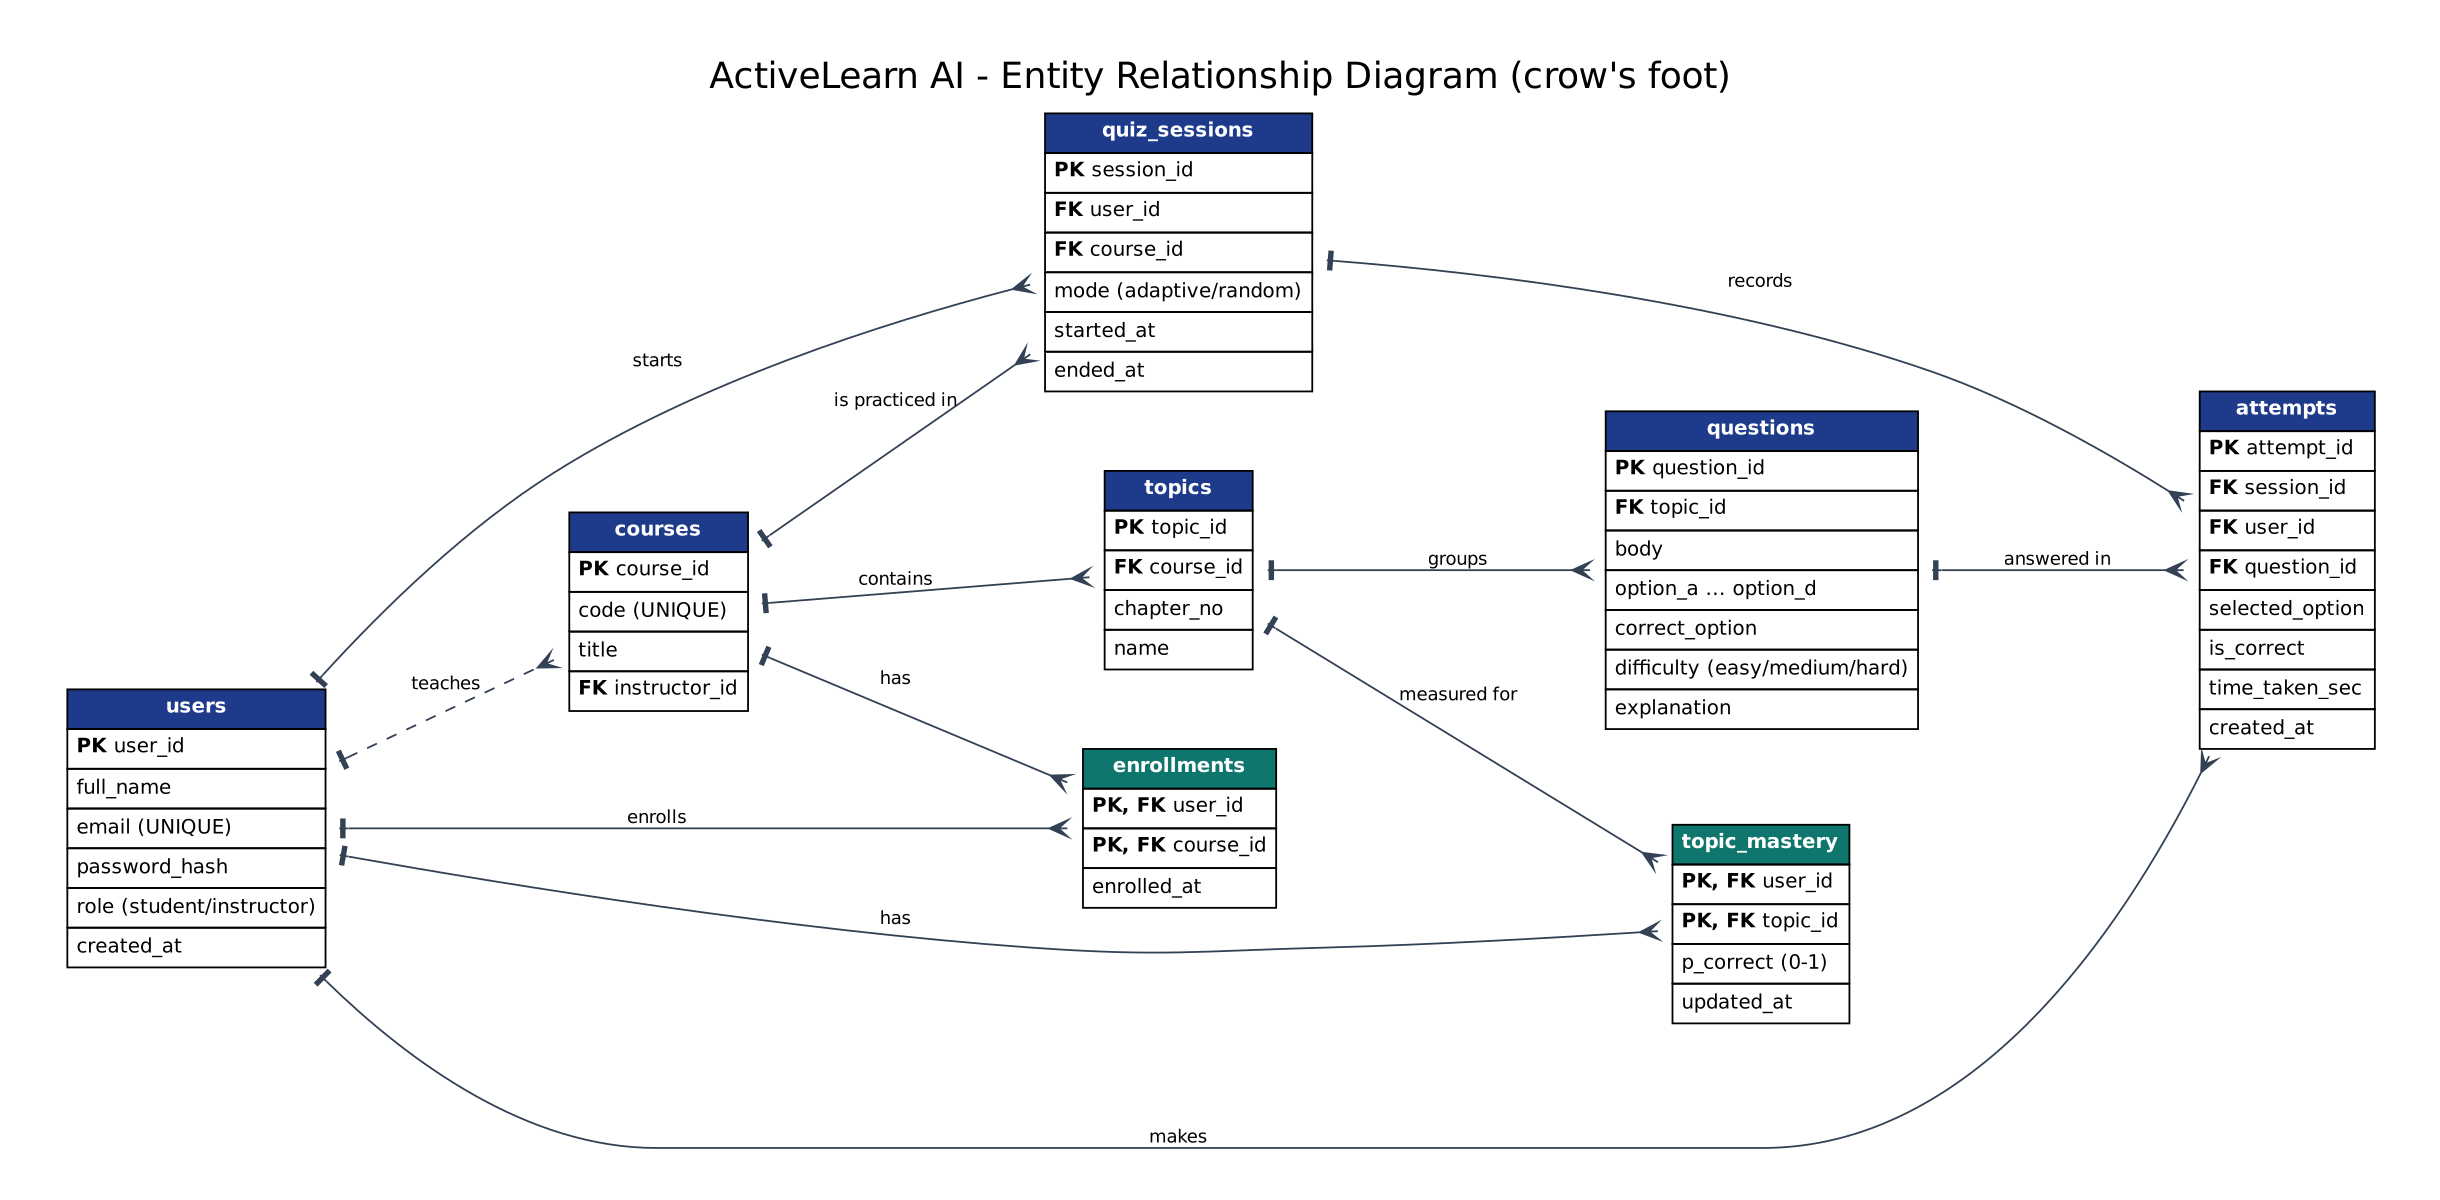 ActiveLearn AI - Entity Relationship Diagram (crow's foot)
quiz_sessions
PK session_id
FK user_id
FK course_id
mode (adaptive/random)
started_at
ended_at
records
starts
is practiced in
attempts
PK attempt_id
FK session_id
FK user_id
FK question_id
selected_option
is_correct
time_taken_sec
created_at
questions
PK question_id
FK topic_id
body
option_a ... option_d
correct_option
difficulty (easy/medium/hard)
explanation
topics
PK topic_id
FK course_id
chapter_no
name
courses
PK course_id
code (UNIQUE)
title
FK instructor_id
contains
groups
answered in
teaches
has
measured for
users
PK user_id
full_name
email (UNIQUE)
password_hash
role (student/instructor)
created_at
enrollments
PK, FK user_id
PK, FK course_id
enrolled_at
enrolls
topic_mastery
PK, FK user_id
PK, FK topic_id
p_correct (0-1)
updated_at
has
makes